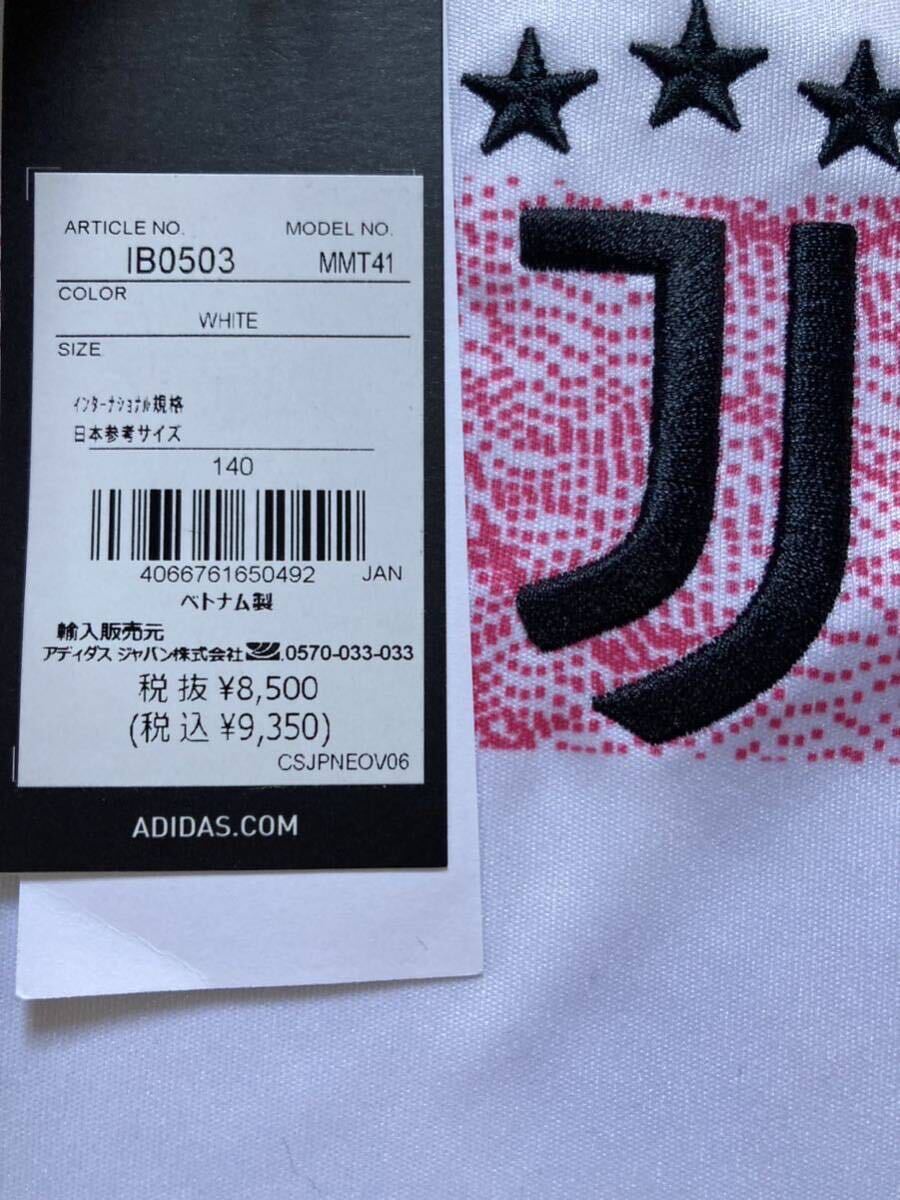 ARTICLE NO. MODEL NO.
IB0503 MMT41
COLOR
WHITE
SIZE
インターナショナル規格
日本参考サイズ
140
4066761650492 JAN
ベトナム製
輸入販売元
アディダス ジャパン株式会社 .0570-033-033
税抜 ¥8,500
(税込 ¥9,350)
CSJPNEOV06
ADIDAS.COM